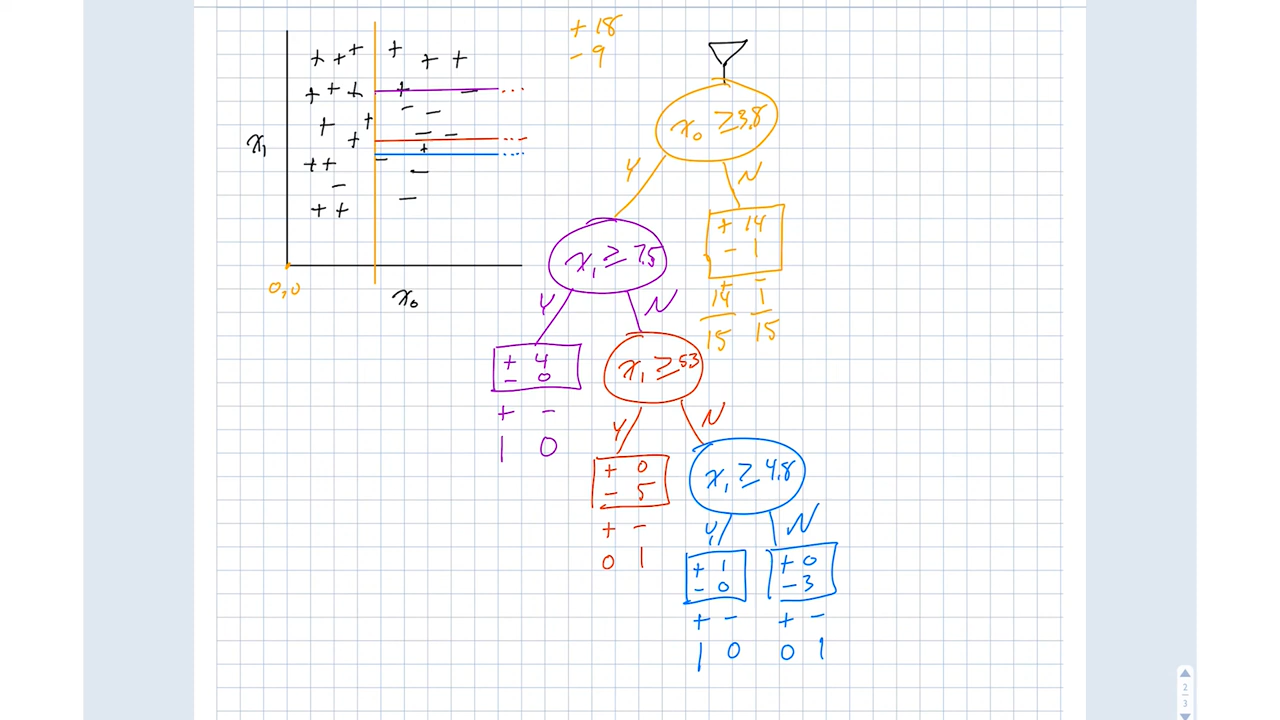 + 18
- 9
x₁
0,0
x₀
x₀ ≥ 3.8
Y N
+ 14
- 1
+ -
14/15 1/15
x₁ ≥ 7.5
Y N
+ 4
- 0
+ -
1 0
x₁ ≥ 5.3
Y N
+ 0
- 5
+ -
0 1
x₁ ≥ 4.8
Y N
+ 1
- 0
+ -
1 0
+ 0
- 3
+ -
0 1
2
3